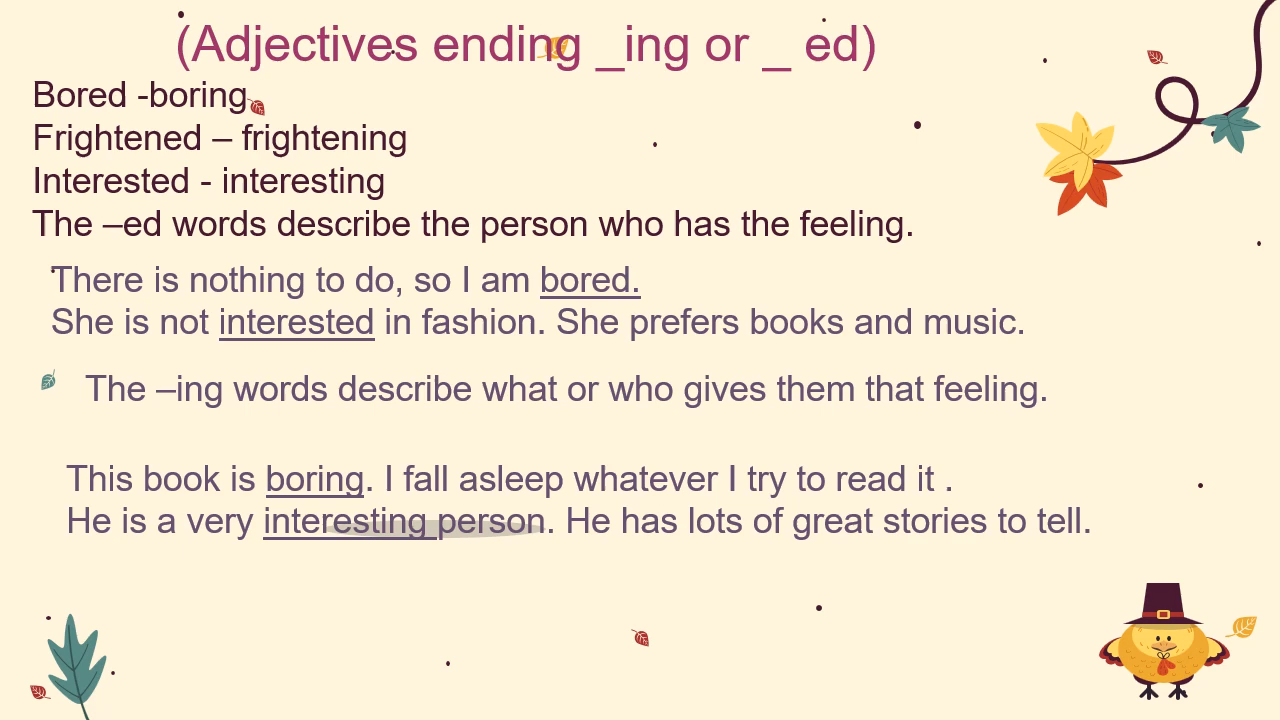 (Adjectives ending _ing or _ ed)
Bored -boring
Frightened – frightening
Interested - interesting
The –ed words describe the person who has the feeling.
There is nothing to do, so I am bored.
She is not interested in fashion. She prefers books and music.
The –ing words describe what or who gives them that feeling.
This book is boring. I fall asleep whatever I try to read it .
He is a very interesting person. He has lots of great stories to tell.